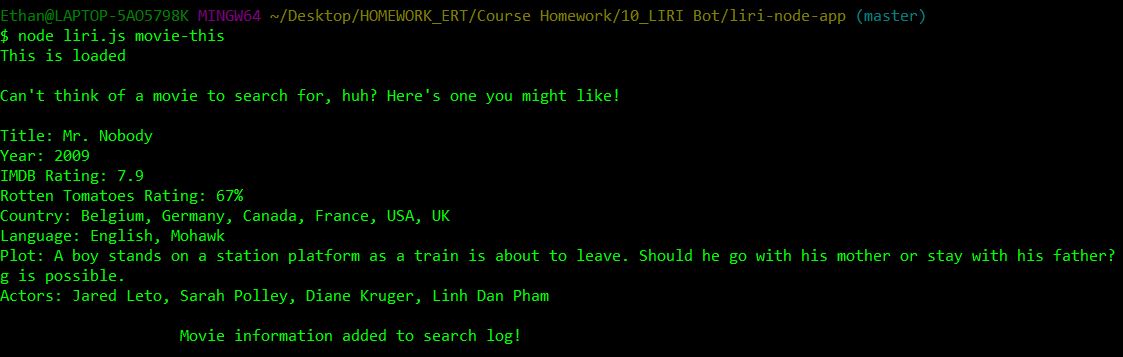 Ethan@LAPTOP-5AO5798K MINGW64 ~/Desktop/HOMEWORK_ERT/Course Homework/10_LIRI Bot/liri-node-app (master)
$ node liri.js movie-this
This is loaded
Can't think of a movie to search for, huh? Here's one you might like!
Title: Mr. Nobody
Year: 2009
IMDB Rating: 7.9
Rotten Tomatoes Rating: 67%
Country: Belgium, Germany, Canada, France, USA, UK
Language: English, Mohawk
Plot: A boy stands on a station platform as a train is about to leave. Should he go with his mother or stay with his father?
g is possible.
Actors: Jared Leto, Sarah Polley, Diane Kruger, Linh Dan Pham
Movie information added to search log!